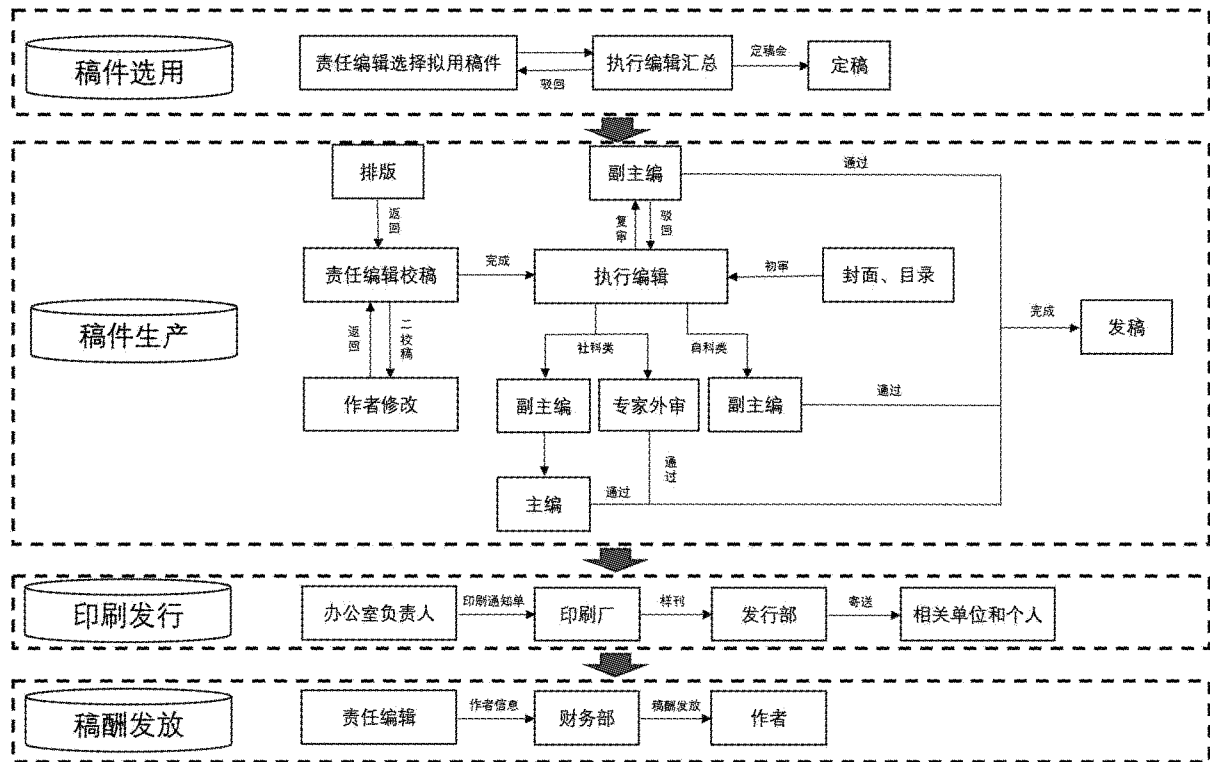 稿件选用
责任编辑选择拟用稿件
驳回
执行编辑汇总
定稿会
定稿
稿件生产
排版
返回
责任编辑校稿
完成
返回
二校稿
作者修改
副主编
通过
复审
驳回
执行编辑
初审
封面、目录
社科类
自科类
副主编
专家外审
副主编
通过
通过
主编
通过
完成
发稿
印刷发行
办公室负责人
印刷通知单
印刷厂
样刊
发行部
寄送
相关单位和个人
稿酬发放
责任编辑
作者信息
财务部
稿酬发放
作者